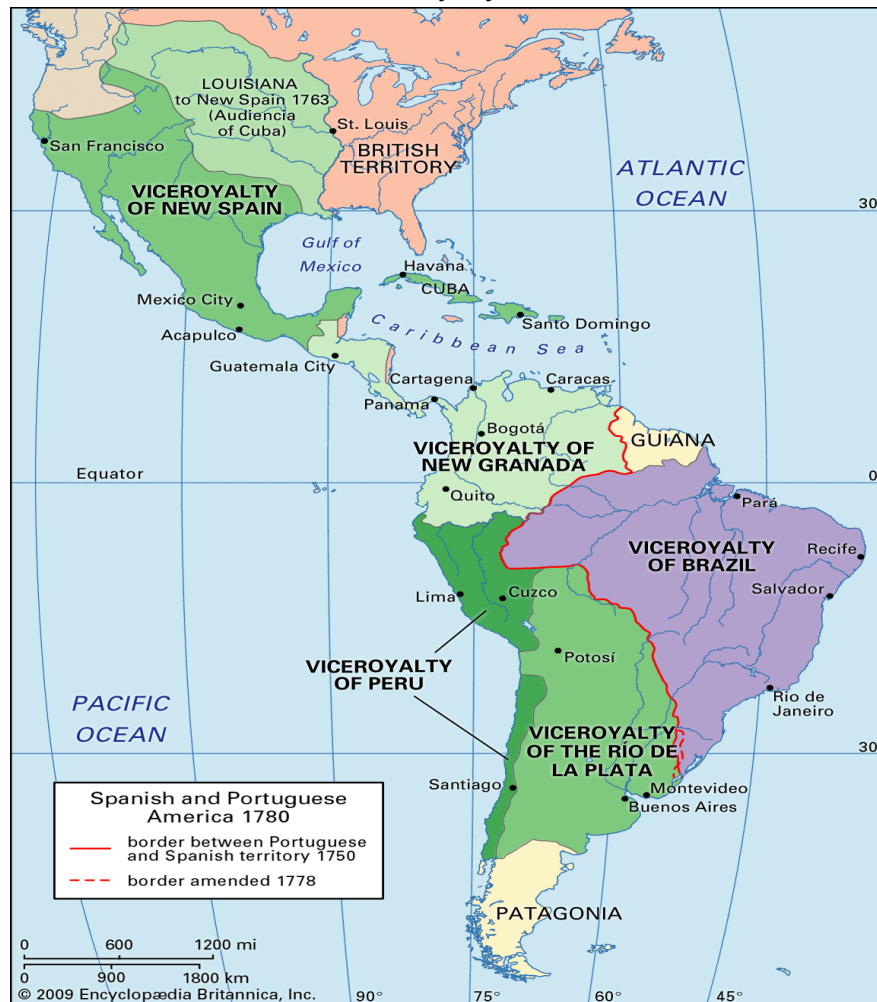 LOUISIANA
to New Spain 1763
(Audiencia
of Cuba)
St. Louis
San Francisco
BRITISH
TERRITORY
ATLANTIC
OCEAN
VICEROYALTY
OF NEW SPAIN
30
Gulf of
Mexico
Havana
CUBA
Mexico City
Acapulco
Santo Domingo
Caribbean Sea
Guatemala City
Cartagena
Caracas
Panama
Bogotá
GUIANA
VICEROYALTY OF
NEW GRANADA
Equator
0
Quito
Pará
VICEROYALTY
OF BRAZIL
Recife
Lima
Cuzco
Salvador
VICEROYALTY
OF PERU
Potosí
PACIFIC
OCEAN
Rio de
Janeiro
VICEROYALTY
OF THE RÍO DE
LA PLATA
30
Santiago
Montevideo
Buenos Aires
Spanish and Portuguese
America 1780
border between Portuguese
and Spanish territory 1750
border amended 1778
PATAGONIA
0 600 1200 mi
0 900 1800 km
© 2009 Encyclopædia Britannica, Inc.
90° 75° 60° 45°